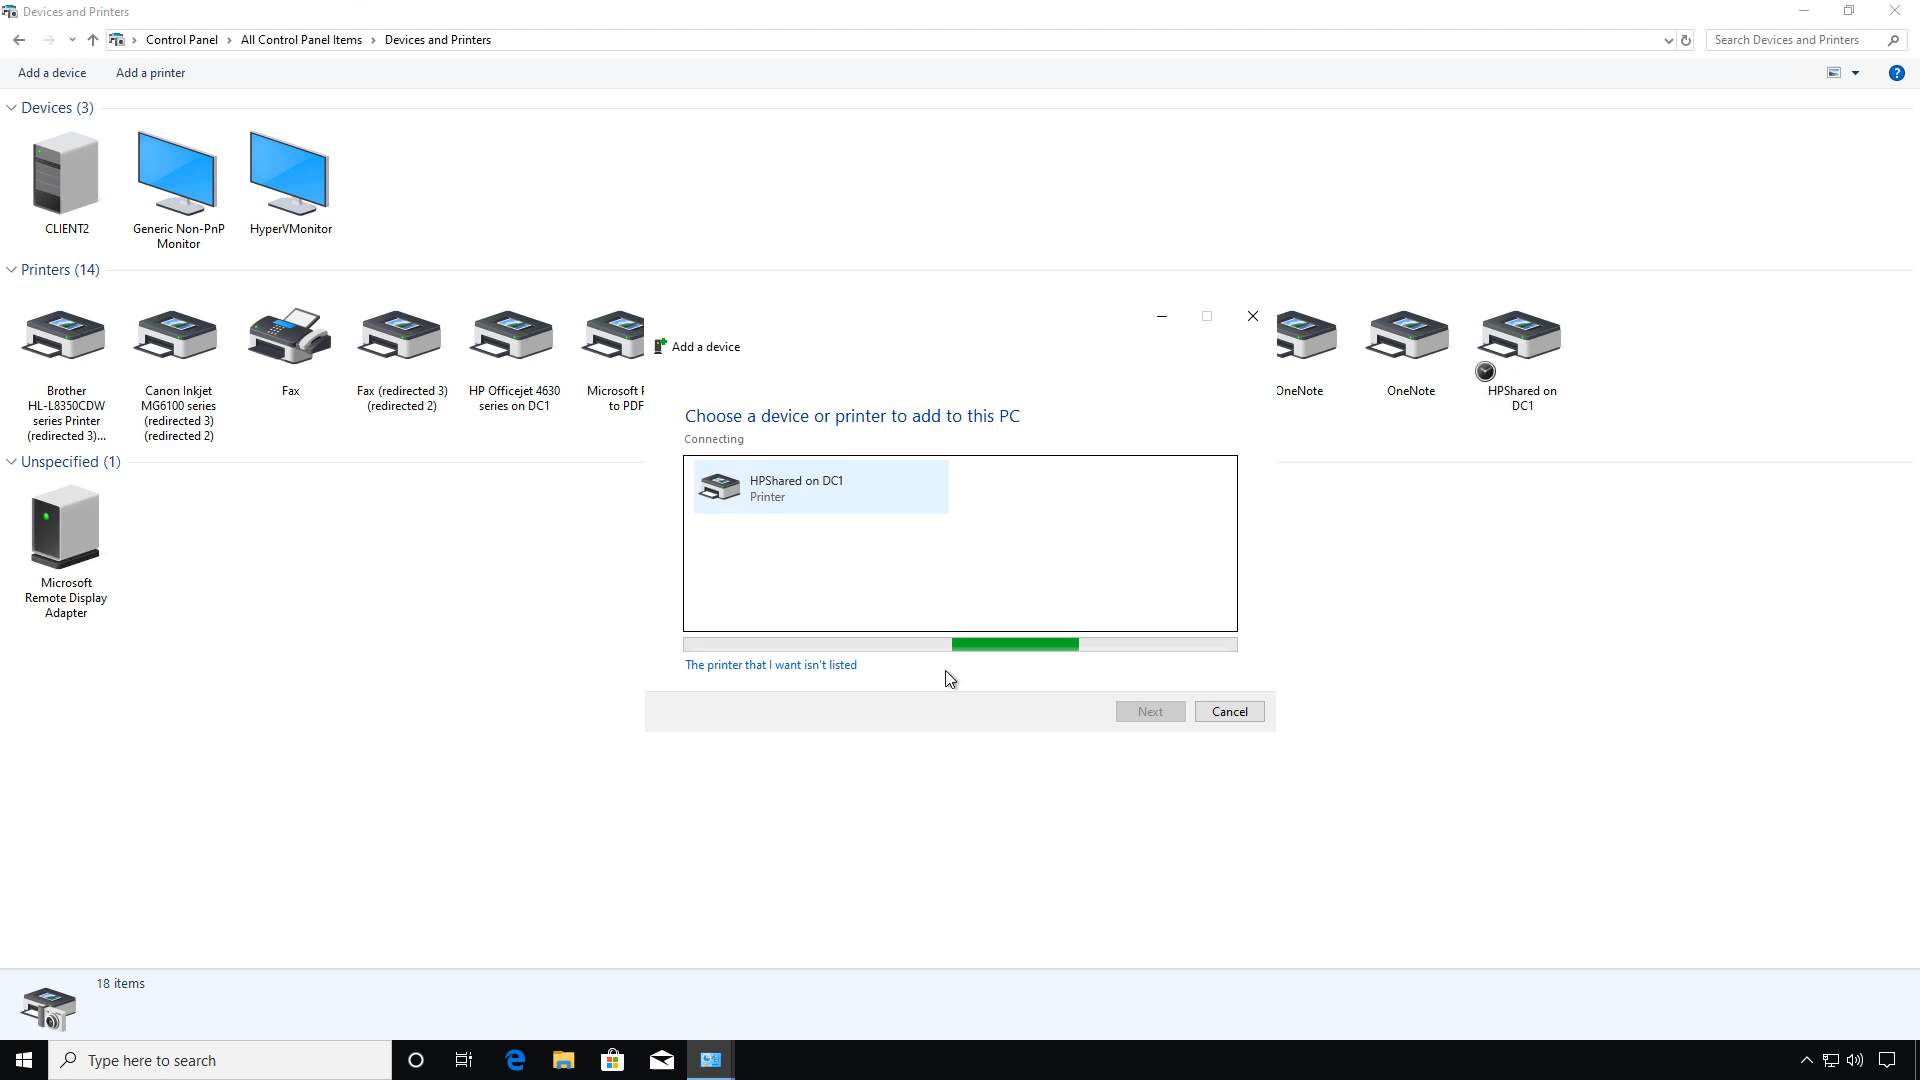 Devices and Printers
Control Panel > All Control Panel Items > Devices and Printers
Search Devices and Printers
Add a device
Add a printer
?
Devices (3)
CLIENT2
Generic Non-PnP
Monitor
HyperVMonitor
Printers (14)
Brother
HL-L8350CDW
series Printer
(redirected 3)...
Canon Inkjet
MG6100 series
(redirected 3)
(redirected 2)
Fax
Fax (redirected 3)
(redirected 2)
HP Officejet 4630
series on DC1
Microsoft P
to PDF
OneNote
OneNote
HPShared on
DC1
Unspecified (1)
Microsoft
Remote Display
Adapter
Add a device
Choose a device or printer to add to this PC
Connecting
HPShared on DC1
Printer
The printer that I want isn't listed
Next
Cancel
18 items
Type here to search